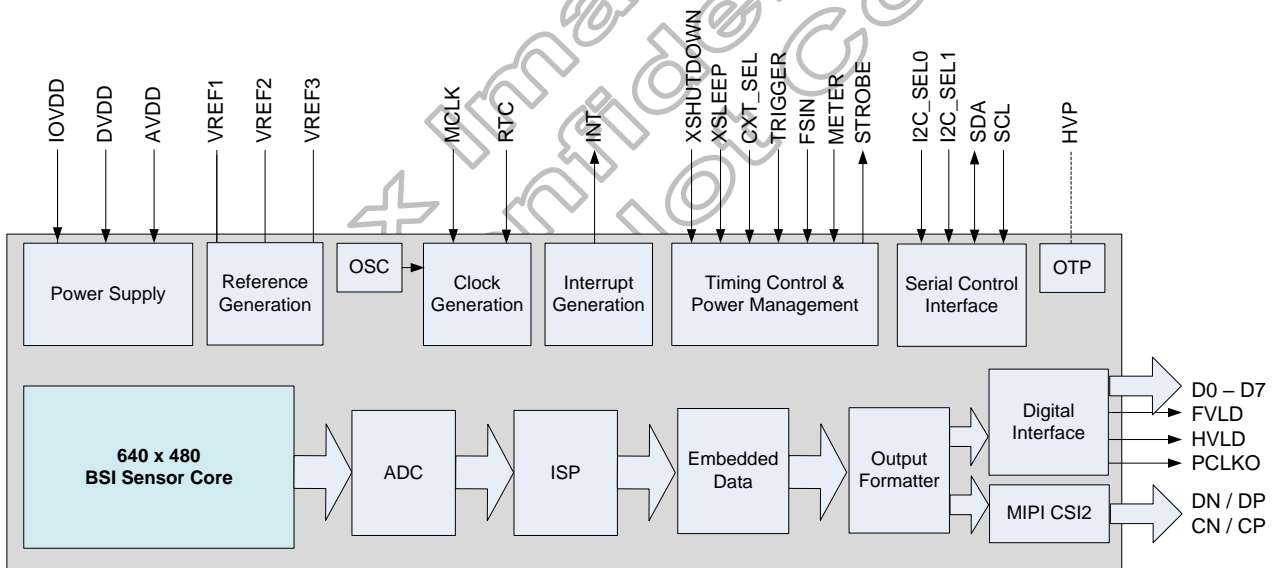 IOVDD
DVDD
AVDD
VREF1
VREF2
VREF3
MCLK
RTC
INT
XSHUTDOWN
XSLEEP
CXT_SEL
TRIGGER
FSIN
METER
STROBE
I2C_SEL0
I2C_SEL1
SDA
SCL
HVP
Power Supply
Reference
Generation
OSC
Clock
Generation
Interrupt
Generation
Timing Control &
Power Management
Serial Control
Interface
OTP
640 x 480
BSI Sensor Core
ADC
ISP
Embedded
Data
Output
Formatter
Digital
Interface
MIPI CSI2
D0 – D7
FVLD
HVLD
PCLKO
DN / DP
CN / CP